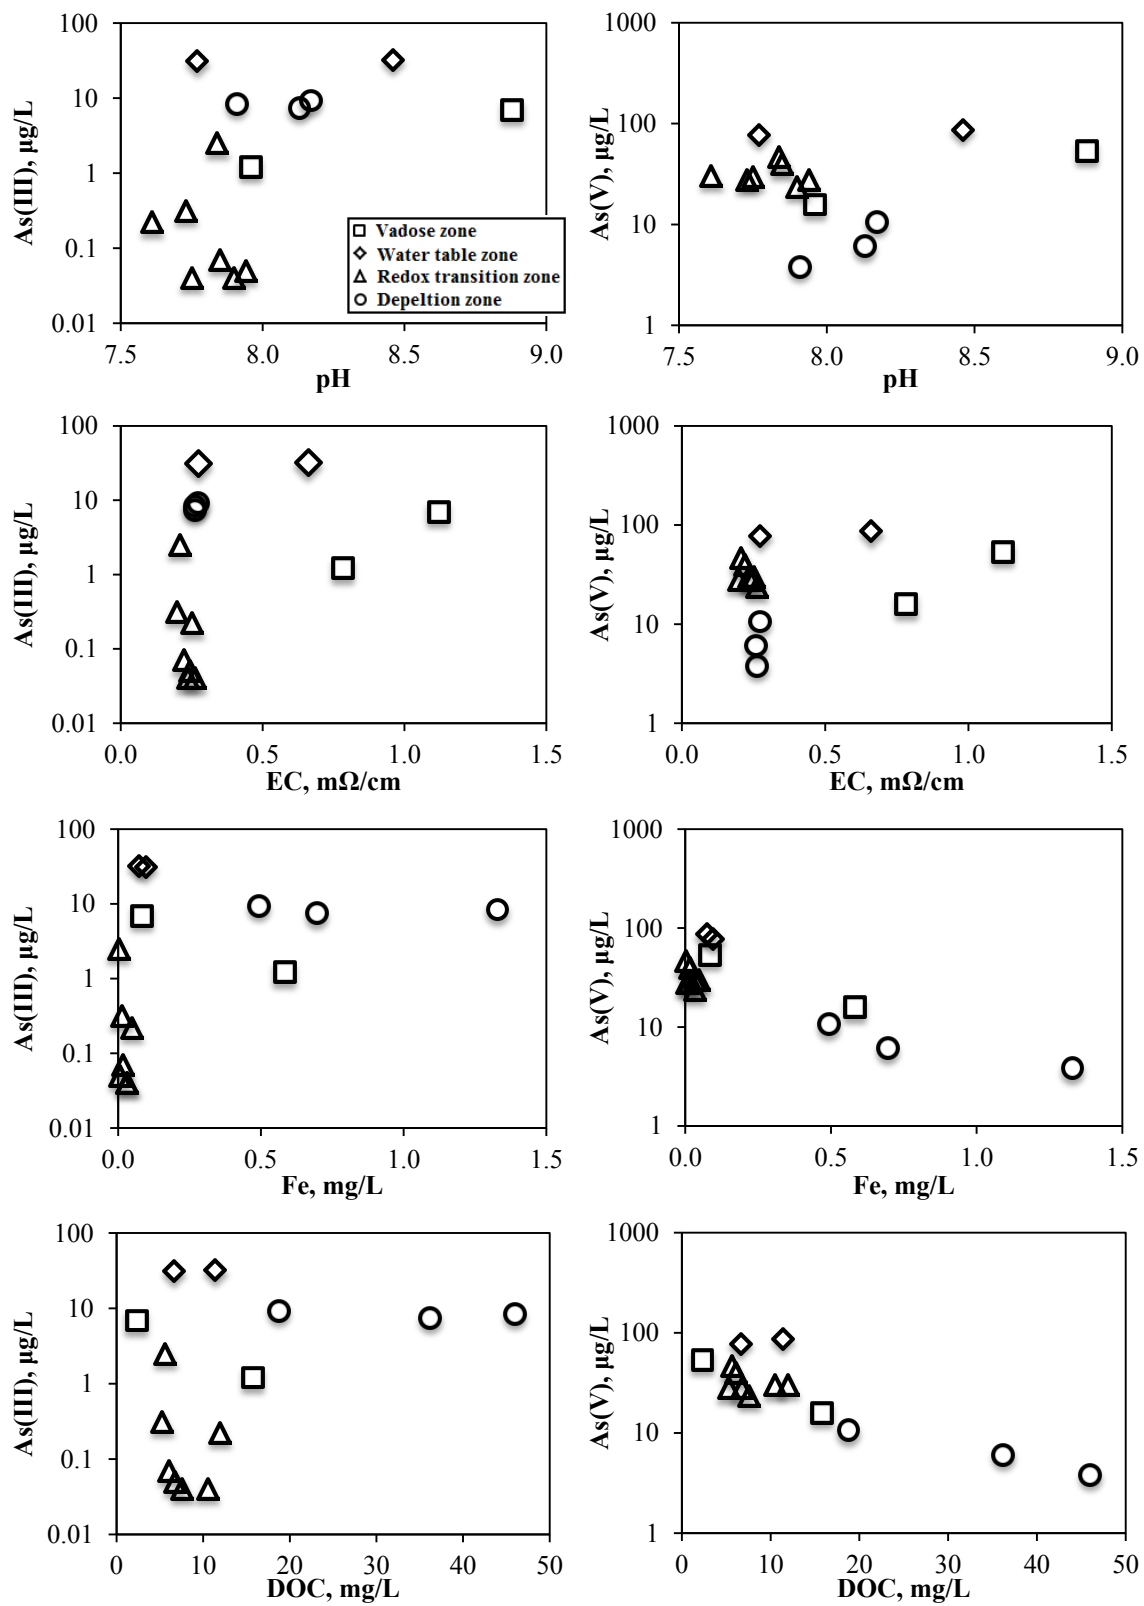 100
10
1
0.1
0.01
As(III), µg/L
7.5 8.0 8.5 9.0
pH
Vadose zone
Water table zone
Redox transition zone
Depeltion zone
1000
100
10
1
As(V), µg/L
7.5 8.0 8.5 9.0
pH
100
10
1
0.1
0.01
As(III), µg/L
0.0 0.5 1.0 1.5
EC, mΩ/cm
1000
100
10
1
As(V), µg/L
0.0 0.5 1.0 1.5
EC, mΩ/cm
100
10
1
0.1
0.01
As(III), µg/L
0.0 0.5 1.0 1.5
Fe, mg/L
1000
100
10
1
As(V), µg/L
0.0 0.5 1.0 1.5
Fe, mg/L
100
10
1
0.1
0.01
As(III), µg/L
0 10 20 30 40 50
DOC, mg/L
1000
100
10
1
As(V), µg/L
0 10 20 30 40 50
DOC, mg/L